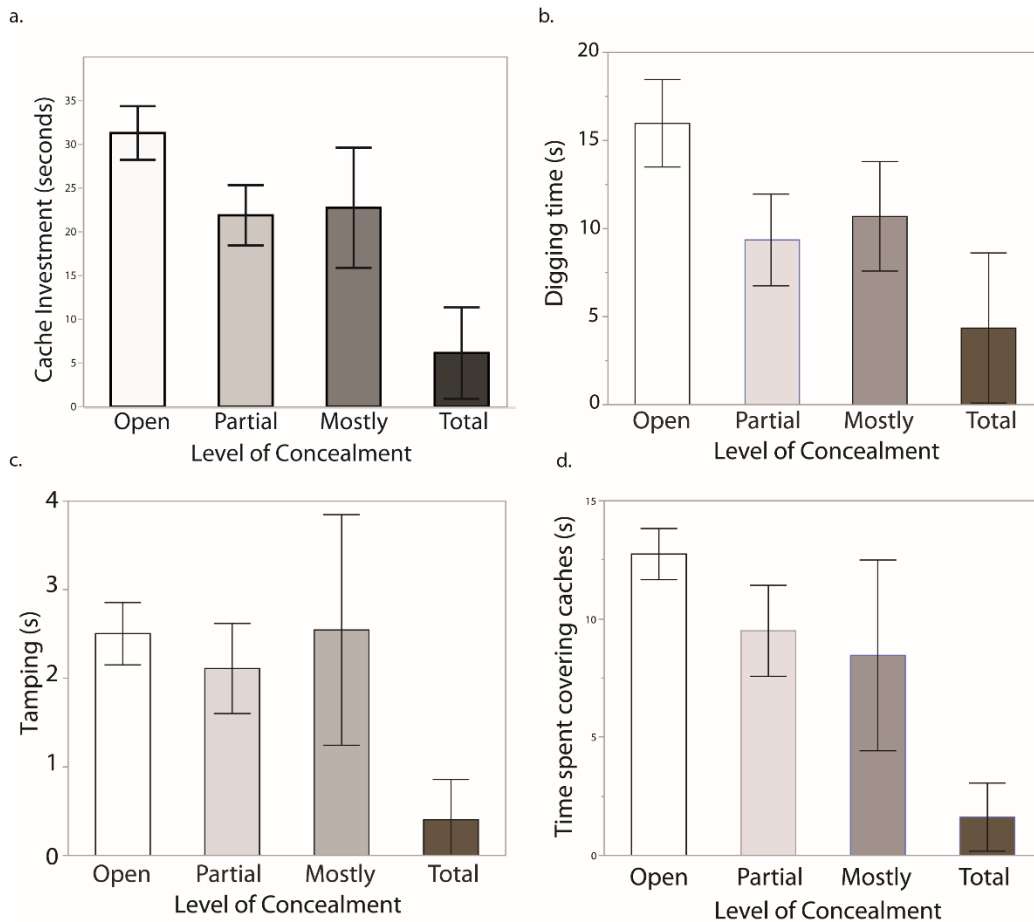 a.
Cache Investment (seconds)
35
30
25
20
15
10
5
0
Open Partial Mostly Total
Level of Concealment
b.
Digging time (s)
20
15
10
5
0
Open Partial Mostly Total
Level of Concealment
c.
Tamping (s)
4
3
2
1
0
Open Partial Mostly Total
Level of Concealment
d.
Time spent covering caches (s)
15
10
5
0
Open Partial Mostly Total
Level of Concealment